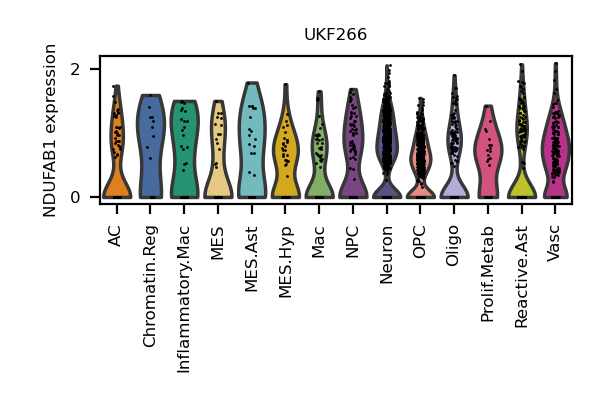 UKF266
NDUFAB1 expression
2
0
AC
Chromatin.Reg
Inflammatory.Mac
MES
MES.Ast
MES.Hyp
Mac
NPC
Neuron
OPC
Oligo
Prolif.Metab
Reactive.Ast
Vasc